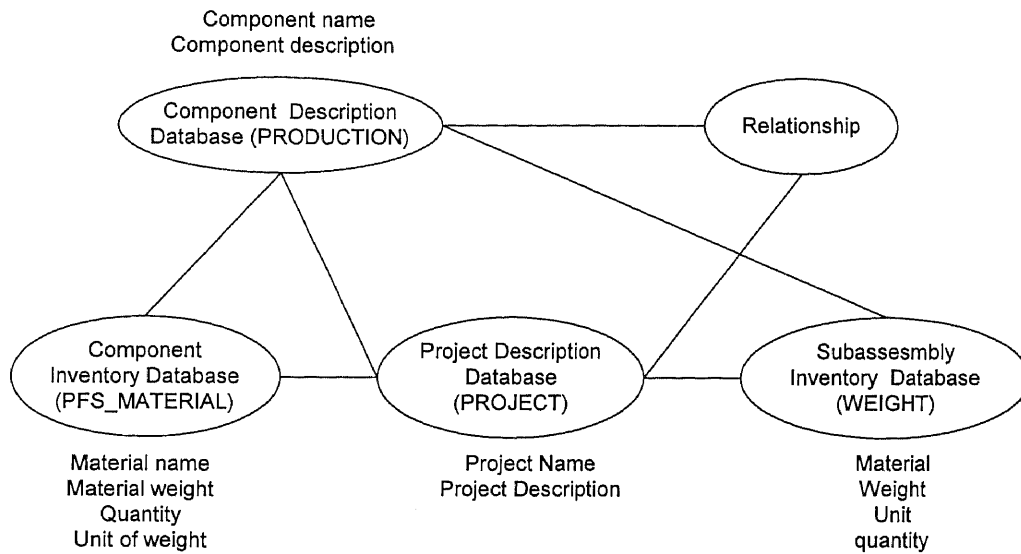 Component name
Component description
Component Description
Database (PRODUCTION)
Relationship
Component
Inventory Database
(PFS_MATERIAL)
Project Description
Database
(PROJECT)
Subassesmbly
Inventory Database
(WEIGHT)
Material name
Material weight
Quantity
Unit of weight
Project Name
Project Description
Material
Weight
Unit
quantity